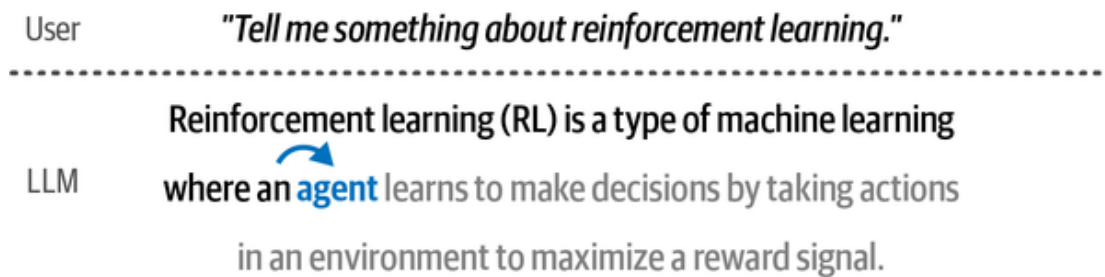 User
"Tell me something about reinforcement learning."
LLM
Reinforcement learning (RL) is a type of machine learning
where an agent learns to make decisions by taking actions
in an environment to maximize a reward signal.